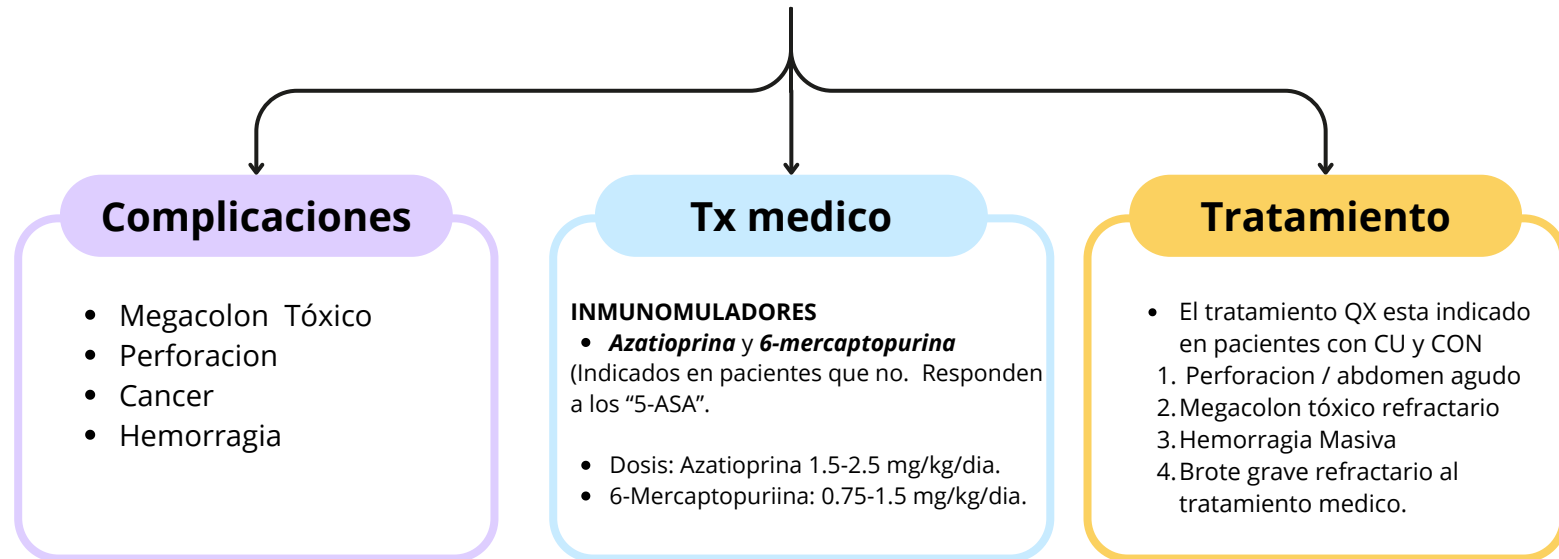 Complicaciones
Megacolon Tóxico
Perforacion
Cancer
Hemorragia
Tx medico
INMUNOMULADORES
Azatioprina y 6-mercaptopurina
(Indicados en pacientes que no. Responden
a los “5-ASA”.
Dosis: Azatioprina 1.5-2.5 mg/kg/dia.
6-Mercaptopuriina: 0.75-1.5 mg/kg/dia.
Tratamiento
El tratamiento QX esta indicado
en pacientes con CU y CON
1. Perforacion / abdomen agudo
2. Megacolon tóxico refractario
3. Hemorragia Masiva
4. Brote grave refractario al
tratamiento medico.